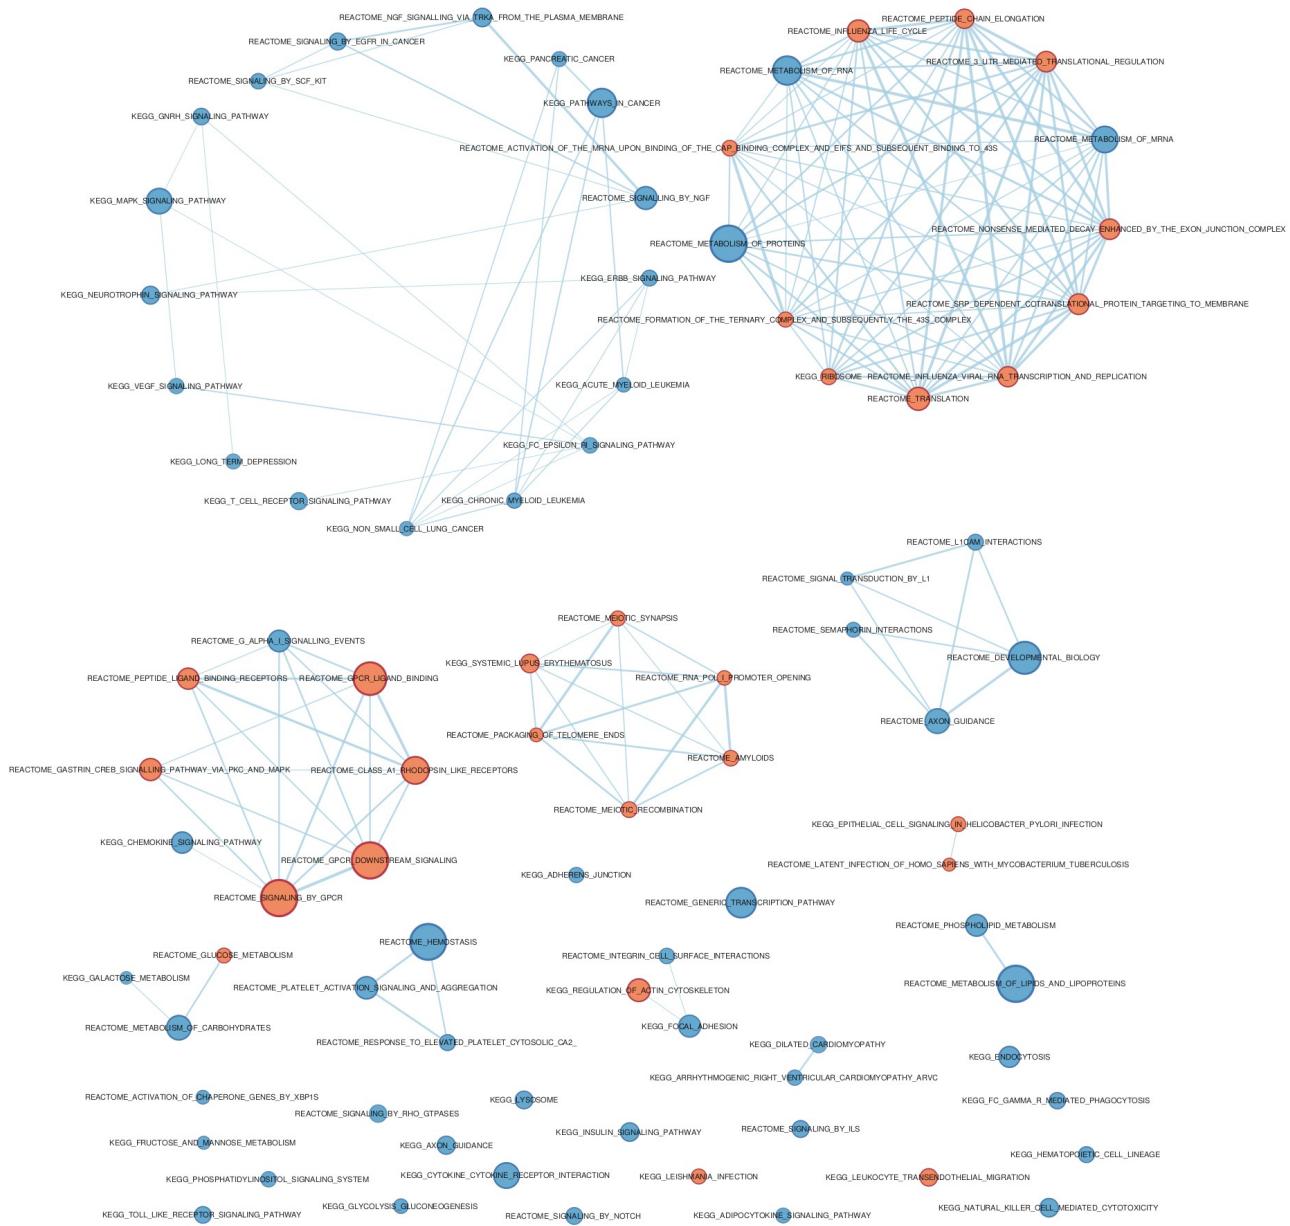 REACTOME_NGF_SIGNALLING_VIA_TRKA_FROM_THE_PLASMA_MEMBRANE
REACTOME_SIGNALING_BY_EGFR_IN_CANCER
KEGG_PANCREATIC_CANCER
REACTOME_SIGNALING_BY_SCF_KIT
KEGG_PATHWAYS_IN_CANCER
KEGG_GNRH_SIGNALING_PATHWAY
REACTOME_SIGNALLING_BY_NGF
KEGG_MAPK_SIGNALING_PATHWAY
KEGG_ERBB_SIGNALING_PATHWAY
KEGG_NEUROTROPHIN_SIGNALING_PATHWAY
KEGG_VEGF_SIGNALING_PATHWAY
KEGG_ACUTE_MYELOID_LEUKEMIA
KEGG_FC_EPSILON_RI_SIGNALING_PATHWAY
KEGG_LONG_TERM_DEPRESSION
KEGG_T_CELL_RECEPTOR_SIGNALING_PATHWAY
KEGG_CHRONIC_MYELOID_LEUKEMIA
KEGG_NON_SMALL_CELL_LUNG_CANCER
REACTOME_PEPTIDE_CHAIN_ELONGATION
REACTOME_INFLUENZA_LIFE_CYCLE
REACTOME_3_UTR_MEDIATED_TRANSLATIONAL_REGULATION
REACTOME_METABOLISM_OF_RNA
REACTOME_METABOLISM_OF_MRNA
REACTOME_ACTIVATION_OF_THE_MRNA_UPON_BINDING_OF_THE_CAP_BINDING_COMPLEX_AND_EIFS_AND_SUBSEQUENT_BINDING_TO_43S
REACTOME_NONSENSE_MEDIATED_DECAY_ENHANCED_BY_THE_EXON_JUNCTION_COMPLEX
REACTOME_METABOLISM_OF_PROTEINS
REACTOME_SRP_DEPENDENT_COTRANSLATIONAL_PROTEIN_TARGETING_TO_MEMBRANE
REACTOME_FORMATION_OF_THE_TERNARY_COMPLEX_AND_SUBSEQUENTLY_THE_43S_COMPLEX
KEGG_RIBOSOME
REACTOME_INFLUENZA_VIRAL_RNA_TRANSCRIPTION_AND_REPLICATION
REACTOME_TRANSLATION
REACTOME_L1CAM_INTERACTIONS
REACTOME_SIGNAL_TRANSDUCTION_BY_L1
REACTOME_SEMAPHORIN_INTERACTIONS
REACTOME_DEVELOPMENTAL_BIOLOGY
REACTOME_AXON_GUIDANCE
REACTOME_G_ALPHA_I_SIGNALLING_EVENTS
REACTOME_PEPTIDE_LIGAND_BINDING_RECEPTORS
REACTOME_GPCR_LIGAND_BINDING
REACTOME_GASTRIN_CREB_SIGNALLING_PATHWAY_VIA_PKC_AND_MAPK
REACTOME_CLASS_A1_RHODOPSIN_LIKE_RECEPTORS
KEGG_CHEMOKINE_SIGNALING_PATHWAY
REACTOME_GPCR_DOWNSTREAM_SIGNALING
REACTOME_SIGNALING_BY_GPCR
REACTOME_MEIOTIC_SYNAPSIS
KEGG_SYSTEMIC_LUPUS_ERYTHEMATOSUS
REACTOME_RNA_POL_I_PROMOTER_OPENING
REACTOME_PACKAGING_OF_TELOMERE_ENDS
REACTOME_AMYLOIDS
REACTOME_MEIOTIC_RECOMBINATION
KEGG_EPITHELIAL_CELL_SIGNALING_IN_HELICOBACTER_PYLORI_INFECTION
REACTOME_LATENT_INFECTION_OF_HOMO_SAPIENS_WITH_MYCOBACTERIUM_TUBERCULOSIS
KEGG_ADHERENS_JUNCTION
REACTOME_GENERIC_TRANSCRIPTION_PATHWAY
REACTOME_PHOSPHOLIPID_METABOLISM
REACTOME_METABOLISM_OF_LIPIDS_AND_LIPOPROTEINS
REACTOME_GLUCOSE_METABOLISM
KEGG_GALACTOSE_METABOLISM
REACTOME_METABOLISM_OF_CARBOHYDRATES
REACTOME_HEMOSTASIS
REACTOME_PLATELET_ACTIVATION_SIGNALING_AND_AGGREGATION
REACTOME_RESPONSE_TO_ELEVATED_PLATELET_CYTOSOLIC_CA2_
REACTOME_INTEGRIN_CELL_SURFACE_INTERACTIONS
KEGG_REGULATION_OF_ACTIN_CYTOSKELETON
KEGG_FOCAL_ADHESION
KEGG_DILATED_CARDIOMYOPATHY
KEGG_ARRHYTHMOGENIC_RIGHT_VENTRICULAR_CARDIOMYOPATHY_ARVC
KEGG_ENDOCYTOSIS
REACTOME_ACTIVATION_OF_CHAPERONE_GENES_BY_XBP1S
REACTOME_SIGNALING_BY_RHO_GTPASES
KEGG_LYSOSOME
KEGG_FC_GAMMA_R_MEDIATED_PHAGOCYTOSIS
KEGG_FRUCTOSE_AND_MANNOSE_METABOLISM
KEGG_AXON_GUIDANCE
KEGG_INSULIN_SIGNALING_PATHWAY
REACTOME_SIGNALING_BY_ILS
KEGG_HEMATOPOIETIC_CELL_LINEAGE
KEGG_PHOSPHATIDYLINOSITOL_SIGNALING_SYSTEM
KEGG_CYTOKINE_CYTOKINE_RECEPTOR_INTERACTION
KEGG_LEISHMANIA_INFECTION
KEGG_LEUKOCYTE_TRANSENDOTHELIAL_MIGRATION
KEGG_TOLL_LIKE_RECEPTOR_SIGNALING_PATHWAY
KEGG_GLYCOLYSIS_GLUCONEOGENESIS
REACTOME_SIGNALING_BY_NOTCH
KEGG_ADIPOCYTOKINE_SIGNALING_PATHWAY
KEGG_NATURAL_KILLER_CELL_MEDIATED_CYTOTOXICITY